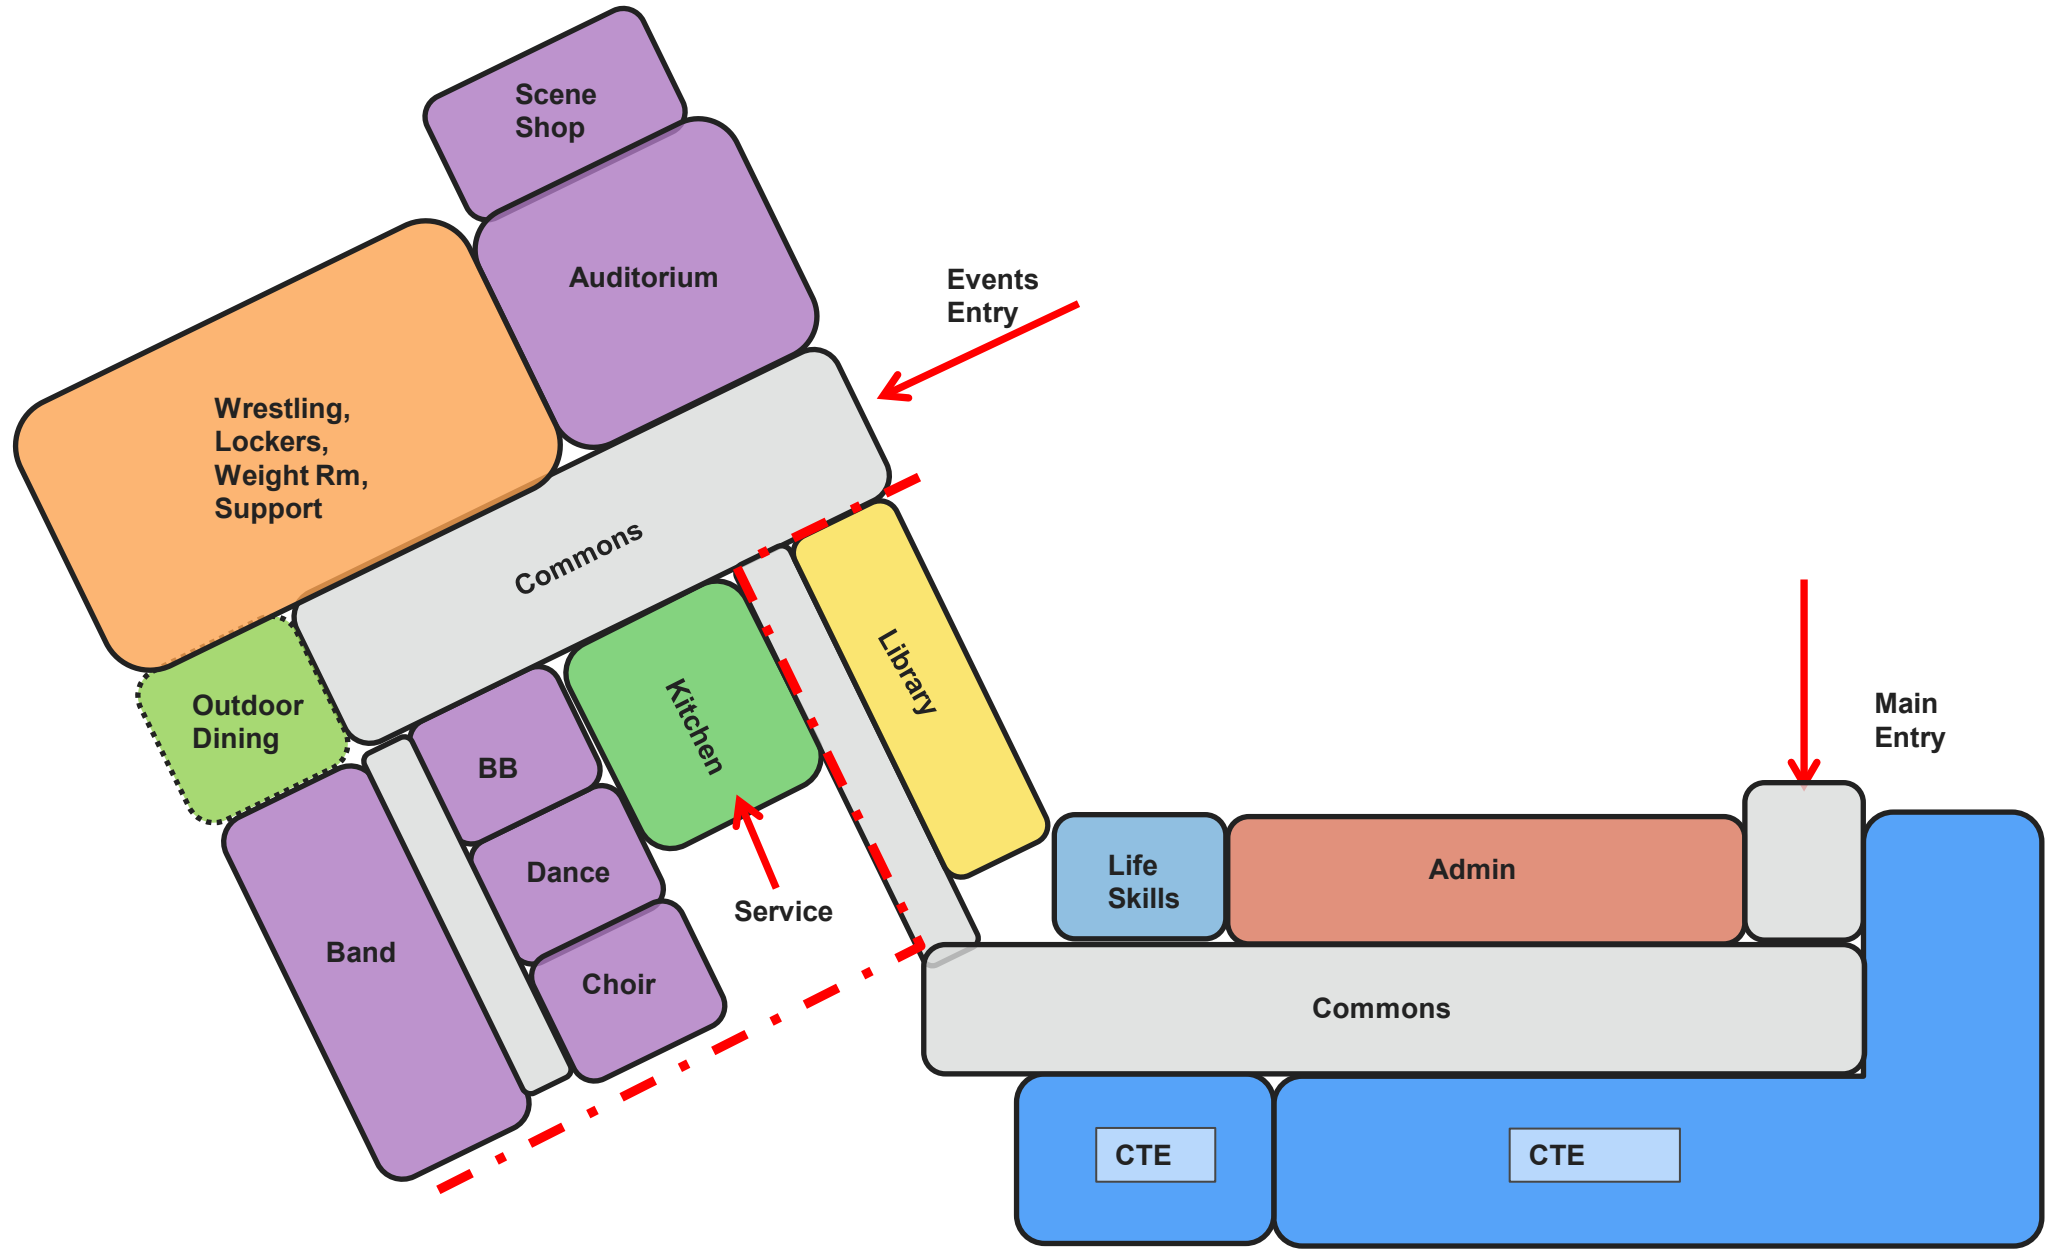 Scene
Shop
Auditorium
Events
Entry
Wrestling,
Lockers,
Weight Rm,
Support
Commons
Library
Kitchen
Outdoor
Dining
BB
Dance
Service
Band
Choir
Main
Entry
Life
Skills
Admin
Commons
CTE
CTE